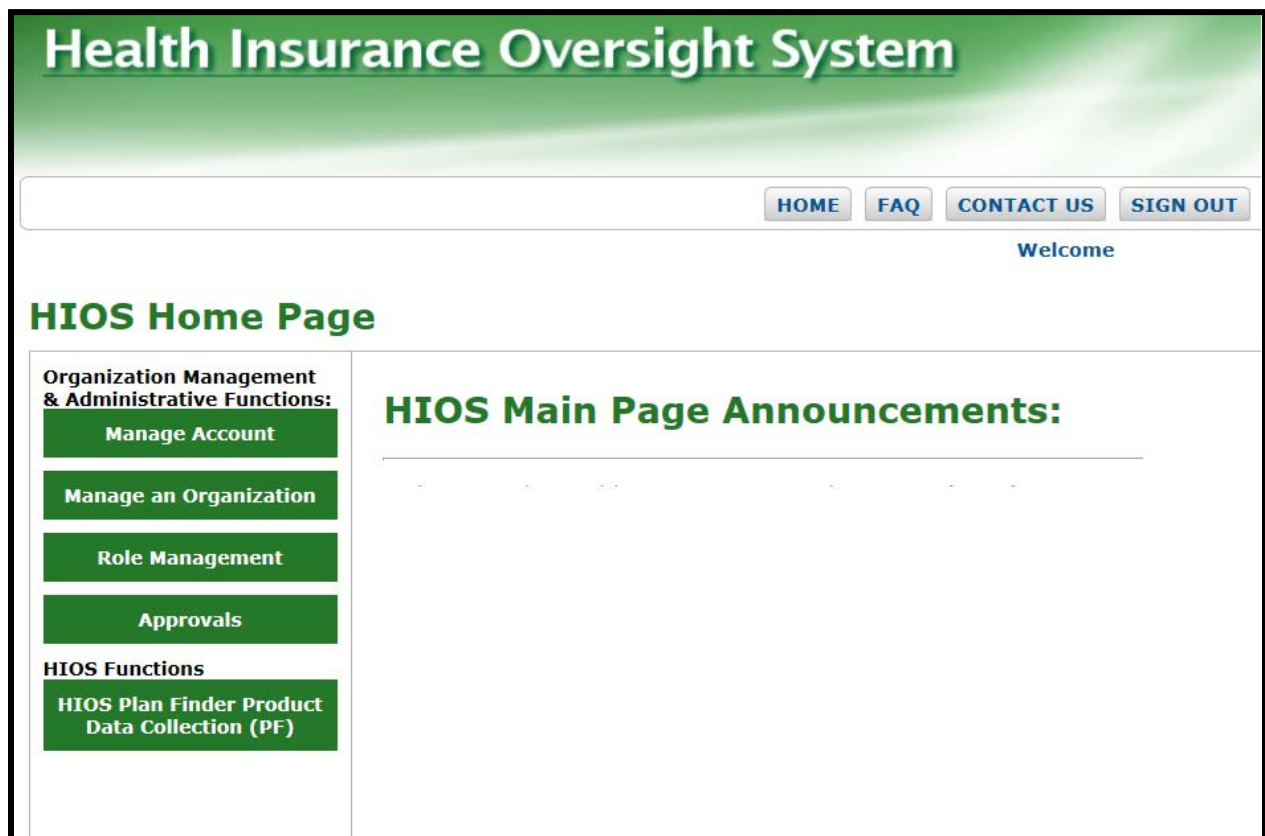 Health Insurance Oversight System
HOME FAQ CONTACT US SIGN OUT
Welcome
HIOS Home Page
Organization Management
& Administrative Functions:
Manage Account
Manage an Organization
Role Management
Approvals
HIOS Functions
HIOS Plan Finder Product
Data Collection (PF)
HIOS Main Page Announcements: